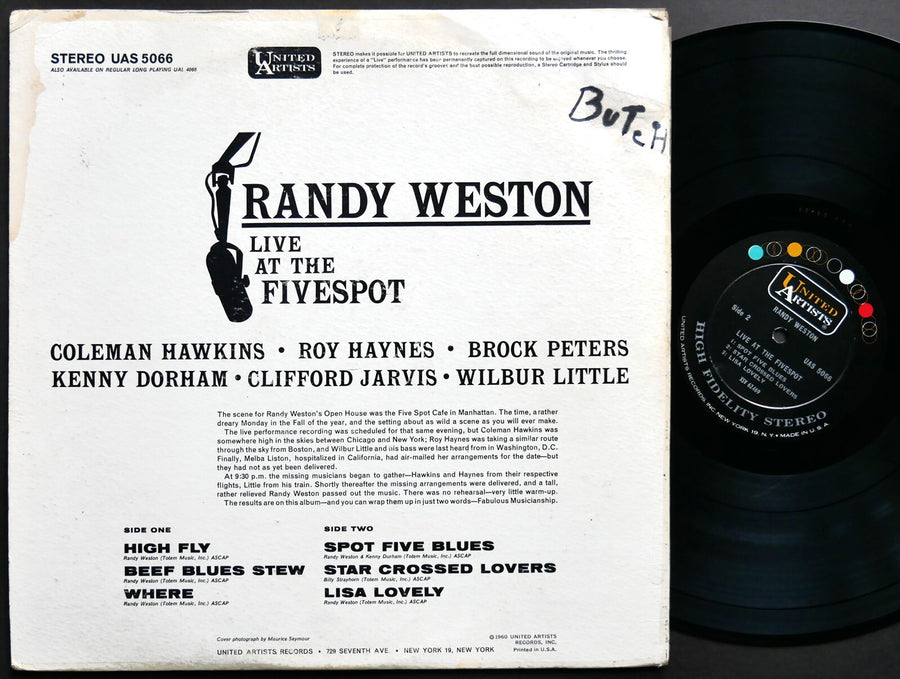 STEREO UAS 5066
ALSO AVAILABLE ON REGULAR LONG PLAYING UAL 4066
UNITED
ARTISTS
STEREO makes it possible for UNITED ARTISTS to recreate the full dimensional sound of the original music. The thrilling
experience of a "Live" performance has been permanently captured on this recording to be enjoyed whenever you choose.
For complete protection of the record's grooves and the best possible reproduction, a Stereo Cartridge and Stylus should
be used.
BuTcH
RANDY WESTON
LIVE
AT THE
FIVESPOT
COLEMAN HAWKINS • ROY HAYNES • BROCK PETERS
KENNY DORHAM • CLIFFORD JARVIS • WILBUR LITTLE
The scene for Randy Weston's Open House was the Five Spot Cafe in Manhattan. The time, a rather
dreary Monday in the Fall of the year, and the setting about as wild a scene as you will ever make.
The live performance recording was scheduled for that same evening, but Coleman Hawkins was
somewhere high in the skies between Chicago and New York; Roy Haynes was taking a similar route
through the sky from Boston, and Wilbur Little and his bass were last heard from in Washington, D.C.
Finally, Melba Liston, hospitalized in California, had air-mailed her arrangements for the date—but
they had not as yet been delivered.
At 9:30 p.m. the missing musicians began to gather—Hawkins and Haynes from their respective
flights, Little from his train. Shortly thereafter the missing arrangements were delivered, and a tall,
rather relieved Randy Weston passed out the music. There was no rehearsal—very little warm-up.
The results are on this album—and you can wrap them up in just two words—Fabulous Musicianship.
SIDE ONE
HIGH FLY
Randy Weston (Totem Music, Inc.) ASCAP
BEEF BLUES STEW
Randy Weston (Totem Music, Inc.) ASCAP
WHERE
Randy Weston (Totem Music, Inc.) ASCAP
SIDE TWO
SPOT FIVE BLUES
Randy Weston & Kenny Durham (Totem Music, Inc.) ASCAP
STAR CROSSED LOVERS
Billy Strayhorn (Totem Music, Inc.) ASCAP
LISA LOVELY
Randy Weston (Totem Music, Inc.) ASCAP
Cover photograph by Maurice Seymour
©1960 UNITED ARTISTS
RECORDS, INC.
Printed in U.S.A.
UNITED ARTISTS RECORDS • 729 SEVENTH AVE. • NEW YORK 19, NEW YORK
UNITED
ARTISTS
Side 2
RANDY WESTON
UAS 5066
LIVE AT THE FIVESPOT
1) SPOT FIVE BLUES
2) STAR CROSSED LOVERS
3) LISA LOVELY
HIGH FIDELITY STEREO
UNITED ARTISTS RECORDS, INC. NEW YORK 19, N.Y. • MADE IN U.S.A.